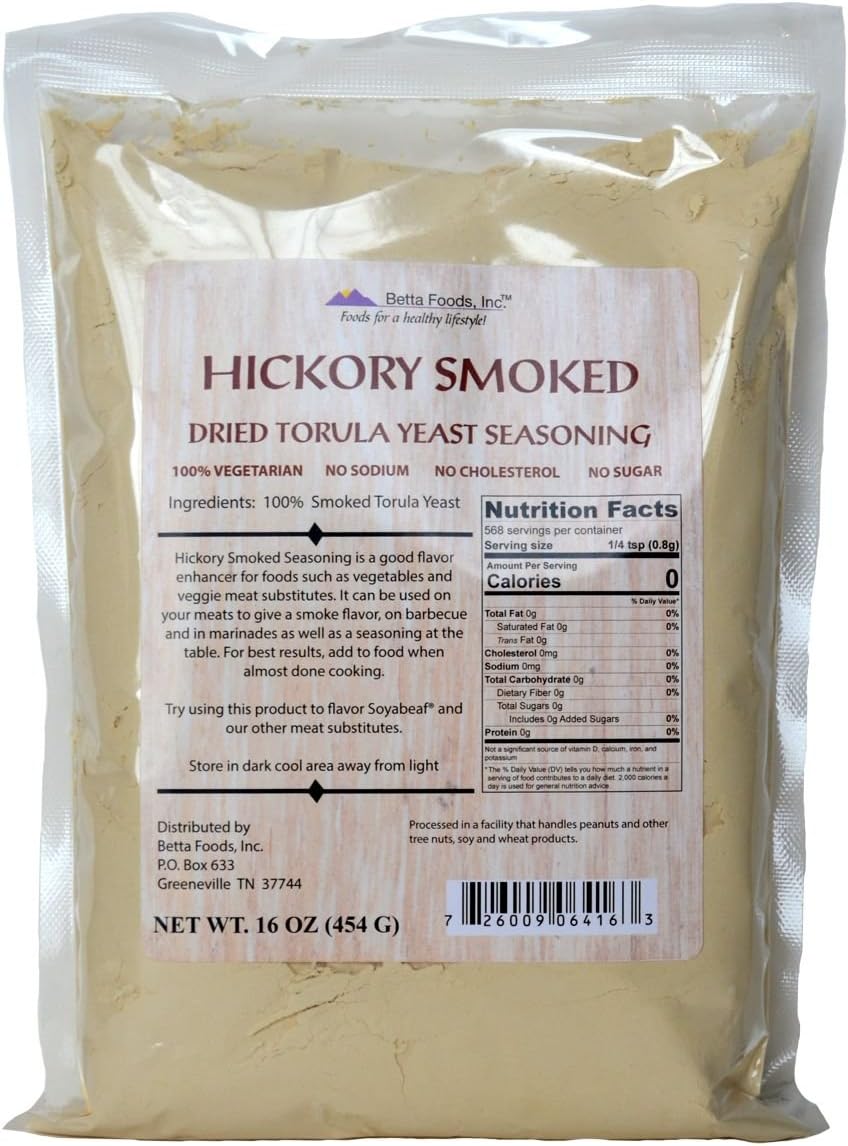 Betta Foods, Inc.™
Foods for a healthy lifestyle!
HICKORY SMOKED
DRIED TORULA YEAST SEASONING
100% VEGETARIAN NO SODIUM NO CHOLESTEROL NO SUGAR
Ingredients: 100% Smoked Torula Yeast
Hickory Smoked Seasoning is a good flavor
enhancer for foods such as vegetables and
veggie meat substitutes. It can be used on
your meats to give a smoke flavor, on barbecue
and in marinades as well as a seasoning at the
table. For best results, add to food when
almost done cooking.
Try using this product to flavor Soyabeaf® and
our other meat substitutes.
Store in dark cool area away from light
Nutrition Facts
568 servings per container
Serving size 1/4 tsp (0.8g)
Amount Per Serving
Calories 0
% Daily Value*
Total Fat 0g 0%
Saturated Fat 0g 0%
Trans Fat 0g
Cholesterol 0mg 0%
Sodium 0mg 0%
Total Carbohydrate 0g 0%
Dietary Fiber 0g 0%
Total Sugars 0g
Includes 0g Added Sugars 0%
Protein 0g 0%
Not a significant source of vitamin D, calcium, iron, and
potassium
*The % Daily Value (DV) tells you how much a nutrient in a
serving of food contributes to a daily diet. 2,000 calories a
day is used for general nutrition advice.
Distributed by
Betta Foods, Inc.
P.O. Box 633
Greeneville TN 37744
Processed in a facility that handles peanuts and other
tree nuts, soy and wheat products.
NET WT. 16 OZ (454 G)
7 26009 06416 3